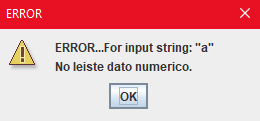 ERROR
ERROR...For input string: "a"
No leiste dato numerico.
OK